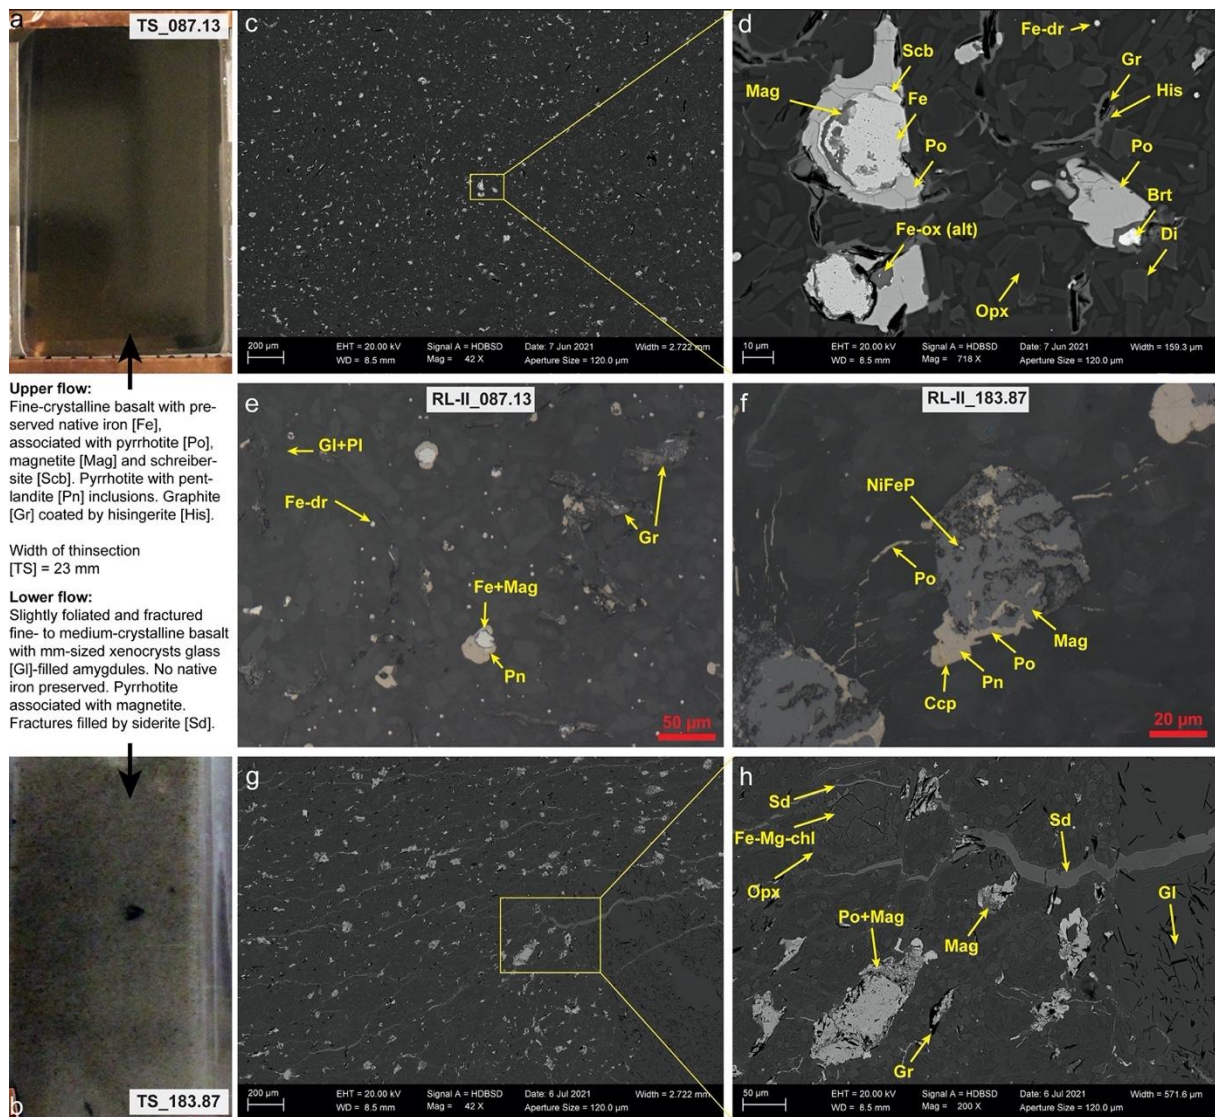 a
TS_087.13
Upper flow:
Fine-crystalline basalt with pre-
served native iron [Fe],
associated with pyrrhotite [Po],
magnetite [Mag] and schreiber-
site [Scb]. Pyrrhotite with pent-
landite [Pn] inclusions. Graphite
[Gr] coated by hisingerite [His].
Width of thinsection
[TS] = 23 mm
Lower flow:
Slightly foliated and fractured
fine- to medium-crystalline basalt
with mm-sized xenocrysts glass
[Gl]-filled amygdules. No native
iron preserved. Pyrrhotite
associated with magnetite.
Fractures filled by siderite [Sd].
b
TS_183.87
c
200 µm
EHT = 20.00 kV
WD = 8.5 mm
Signal A = HDBSD
Mag = 42 X
Date: 7 Jun 2021
Aperture Size = 120.0 µm
Width = 2.722 mm
d
Fe-dr
Scb
Gr
Mag
Fe
His
Po
Po
Brt
Fe-ox (alt)
Di
Opx
10 µm
EHT = 20.00 kV
WD = 8.5 mm
Signal A = HDBSD
Mag = 718 X
Date: 7 Jun 2021
Aperture Size = 120.0 µm
Width = 159.3 µm
e
RL-II_087.13
Gl+Pl
Fe-dr
Gr
Fe+Mag
Pn
50 µm
f
RL-II_183.87
NiFeP
Po
Mag
Po
Pn
Ccp
20 µm
g
200 µm
EHT = 20.00 kV
WD = 8.5 mm
Signal A = HDBSD
Mag = 42 X
Date: 6 Jul 2021
Aperture Size = 120.0 µm
Width = 2.722 mm
h
Sd
Sd
Fe-Mg-chl
Opx
Gl
Po+Mag
Mag
Gr
50 µm
EHT = 20.00 kV
WD = 8.5 mm
Signal A = HDBSD
Mag = 200 X
Date: 6 Jul 2021
Aperture Size = 120.0 µm
Width = 571.6 µm